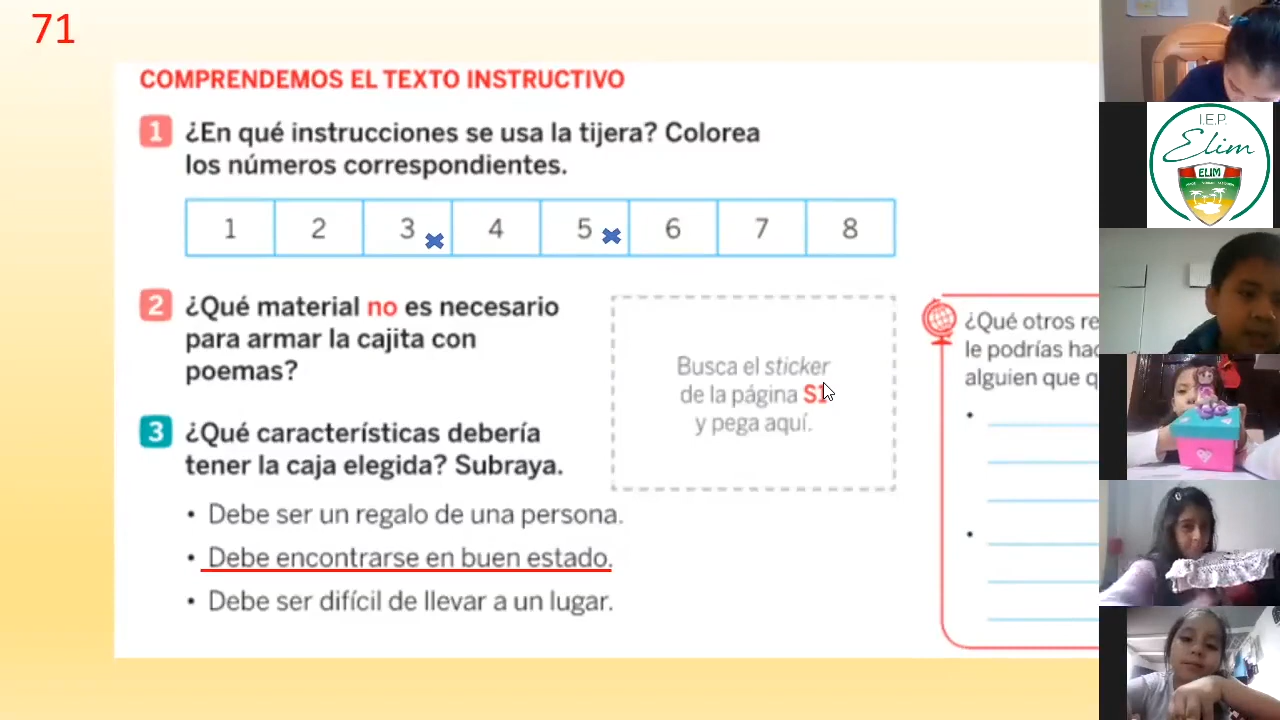 71
COMPRENDEMOS EL TEXTO INSTRUCTIVO
1 ¿En qué instrucciones se usa la tijera? Colorea
los números correspondientes.
1 2 3 4 5 6 7 8
2 ¿Qué material no es necesario
para armar la cajita con
poemas?
Busca el sticker
de la página S1
y pega aquí.
3 ¿Qué características debería
tener la caja elegida? Subraya.
• Debe ser un regalo de una persona.
• Debe encontrarse en buen estado.
• Debe ser difícil de llevar a un lugar.
¿Qué otros re
le podrías hac
alguien que q
I.E.P.
Elim
ELIM